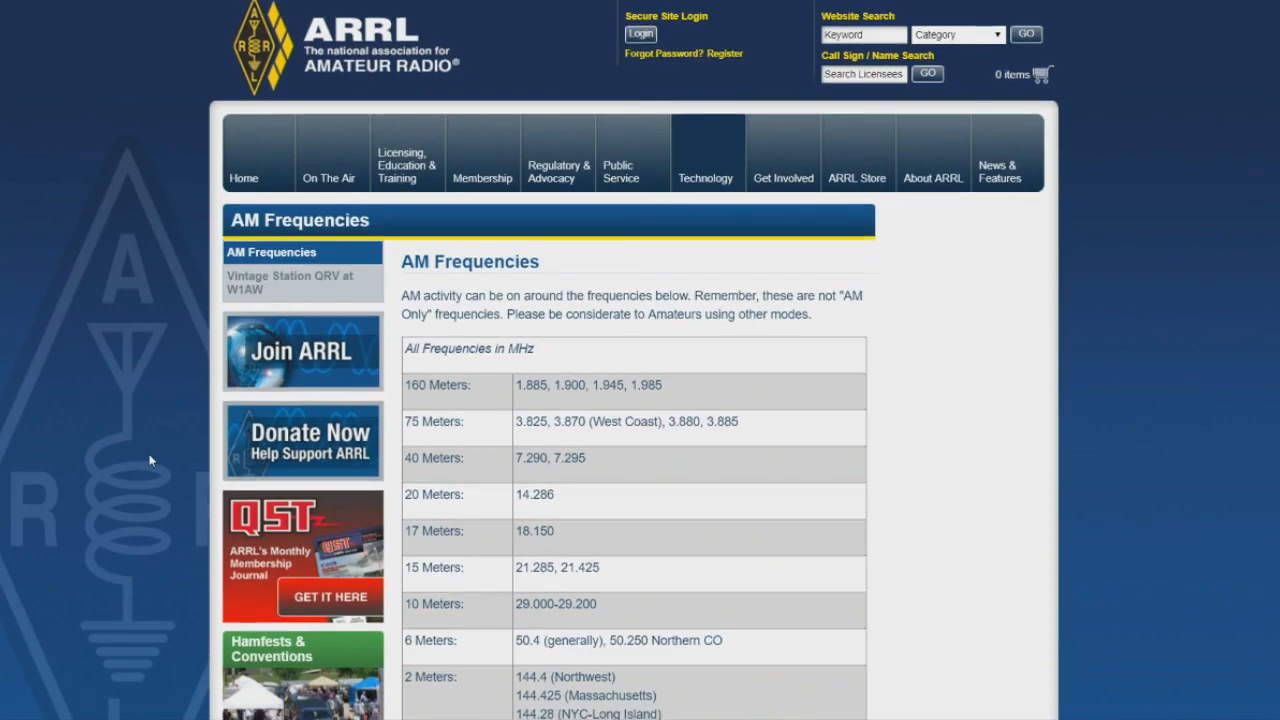 ARRL
The national association for
AMATEUR RADIO®
Secure Site Login
Login
Forgot Password? Register
Website Search
Keyword
Category
GO
Call Sign / Name Search
Search Licensees
GO
0 items
Home
On The Air
Licensing,
Education &
Training
Membership
Regulatory &
Advocacy
Public
Service
Technology
Get Involved
ARRL Store
About ARRL
News &
Features
AM Frequencies
AM Frequencies
Vintage Station QRV at
W1AW
Join ARRL
Donate Now
Help Support ARRL
QST
ARRL's Monthly
Membership
Journal
QST
GET IT HERE
Hamfests &
Conventions
AM Frequencies
AM activity can be on around the frequencies below. Remember, these are not "AM
Only" frequencies. Please be considerate to Amateurs using other modes.
All Frequencies in MHz
160 Meters: 1.885, 1.900, 1.945, 1.985
75 Meters: 3.825, 3.870 (West Coast), 3.880, 3.885
40 Meters: 7.290, 7.295
20 Meters: 14.286
17 Meters: 18.150
15 Meters: 21.285, 21.425
10 Meters: 29.000-29.200
6 Meters: 50.4 (generally), 50.250 Northern CO
2 Meters: 144.4 (Northwest)
144.425 (Massachusetts)
144.28 (NYC-Long Island)
A
R R
L
A
R R
L